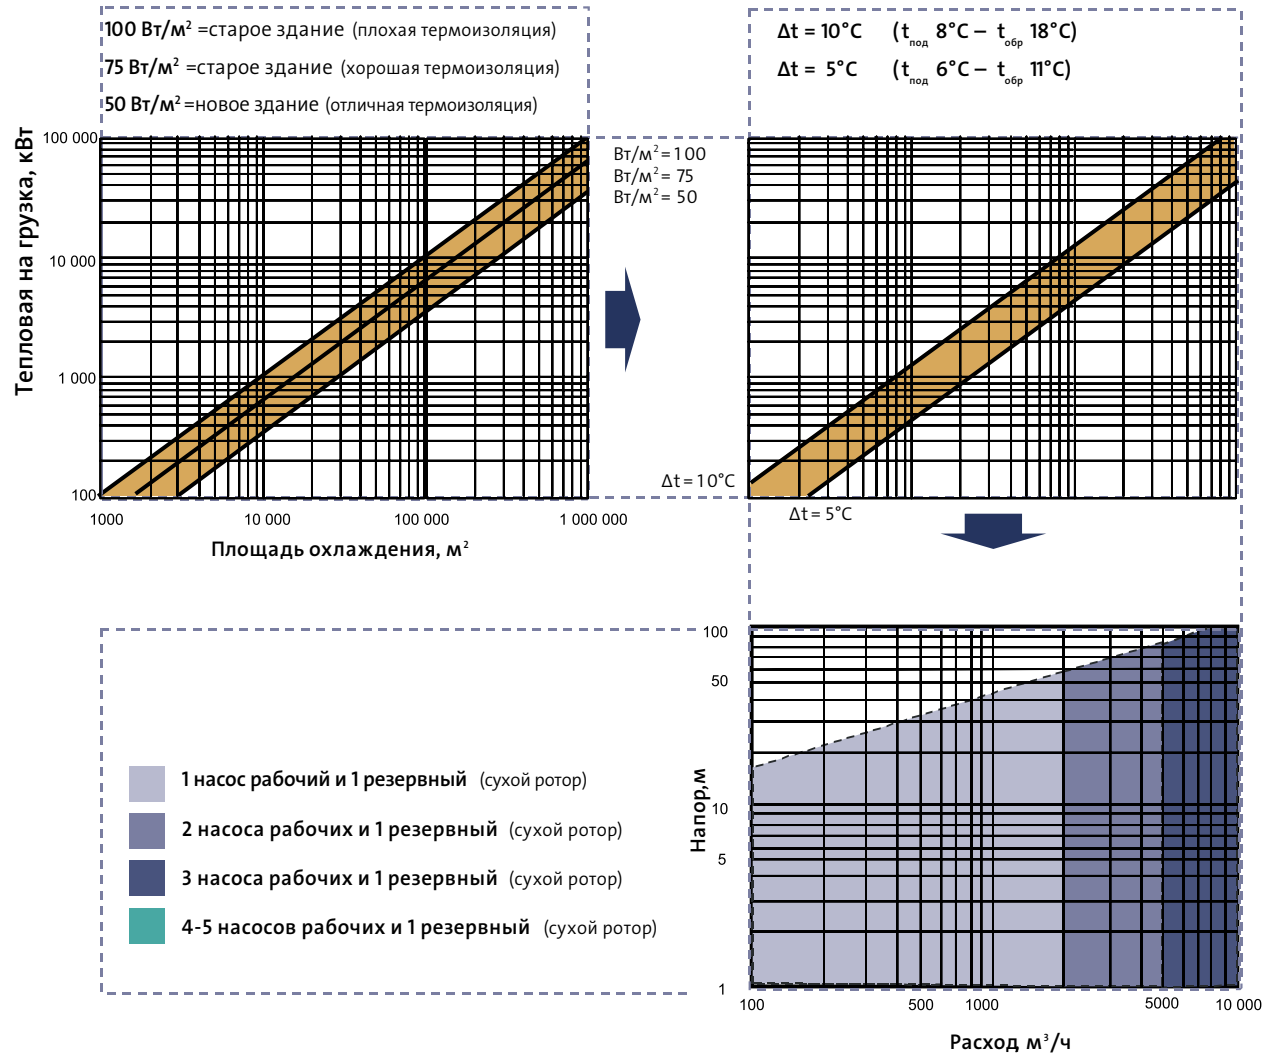 100 Вт/м² =старое здание (плохая термоизоляция)
75 Вт/м² =старое здание (хорошая термоизоляция)
50 Вт/м² =новое здание (отличная термоизоляция)
Δt = 10°C (tпод 8°C – tобр 18°C)
Δt = 5°C (tпод 6°C – tобр 11°C)
Тепловая на грузка, кВт
100 000
10 000
1 000
100
1000
10 000
100 000
1 000 000
Площадь охлаждения, м²
Вт/м² = 100
Вт/м² = 75
Вт/м² = 50
Δt = 10°C
Δt = 5°C
1 насос рабочий и 1 резервный (сухой ротор)
2 насоса рабочих и 1 резервный (сухой ротор)
3 насоса рабочих и 1 резервный (сухой ротор)
4-5 насосов рабочих и 1 резервный (сухой ротор)
Напор,м
100
50
10
5
1
100
500
1000
5000
10 000
Расход м³/ч